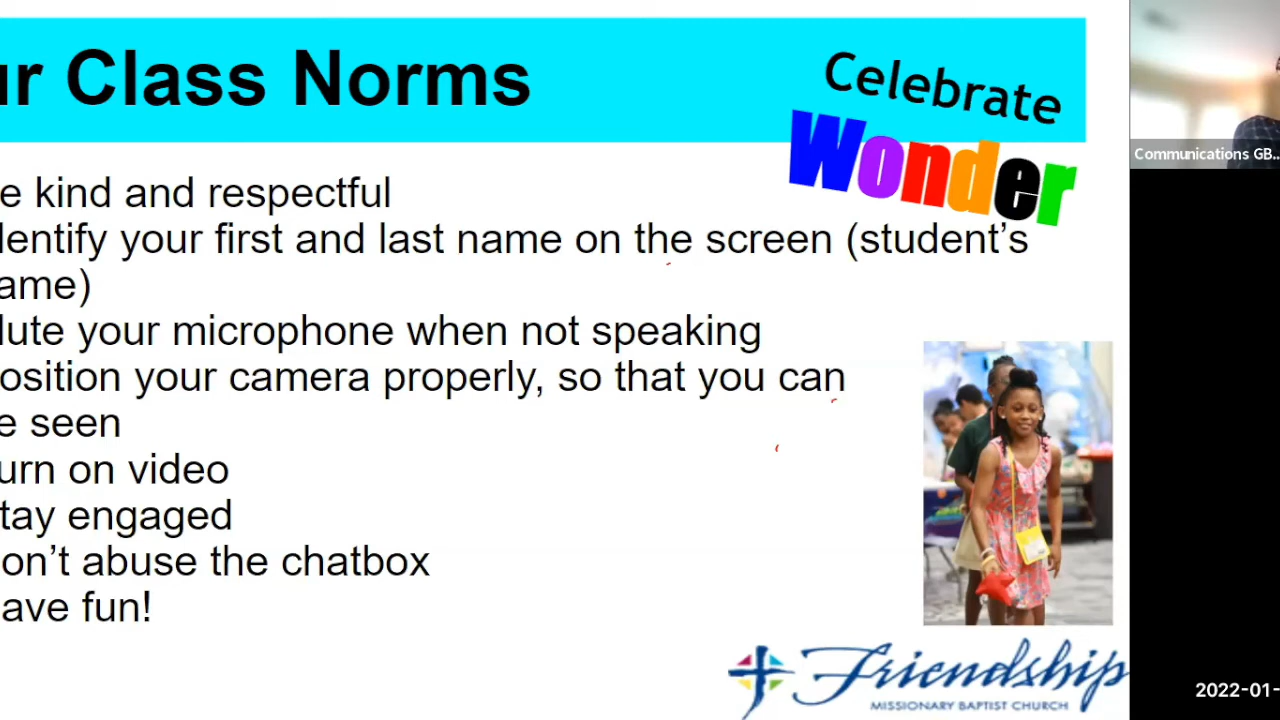 ur Class Norms
Celebrate
Wonder
Communications GB...
e kind and respectful
dentify your first and last name on the screen (student's
ame)
lute your microphone when not speaking
osition your camera properly, so that you can
e seen
urn on video
tay engaged
on't abuse the chatbox
ave fun!
Friendship
MISSIONARY BAPTIST CHURCH
2022-01-